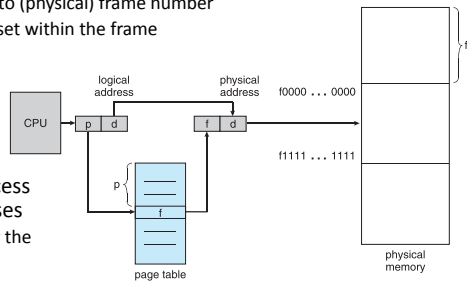 to (physical) frame number
set within the frame
logical
address
physical
address
f0000 ... 0000
f
CPU
p d
f d
f1111 ... 1111
cess
p
ses
f
the
physical
memory
page table